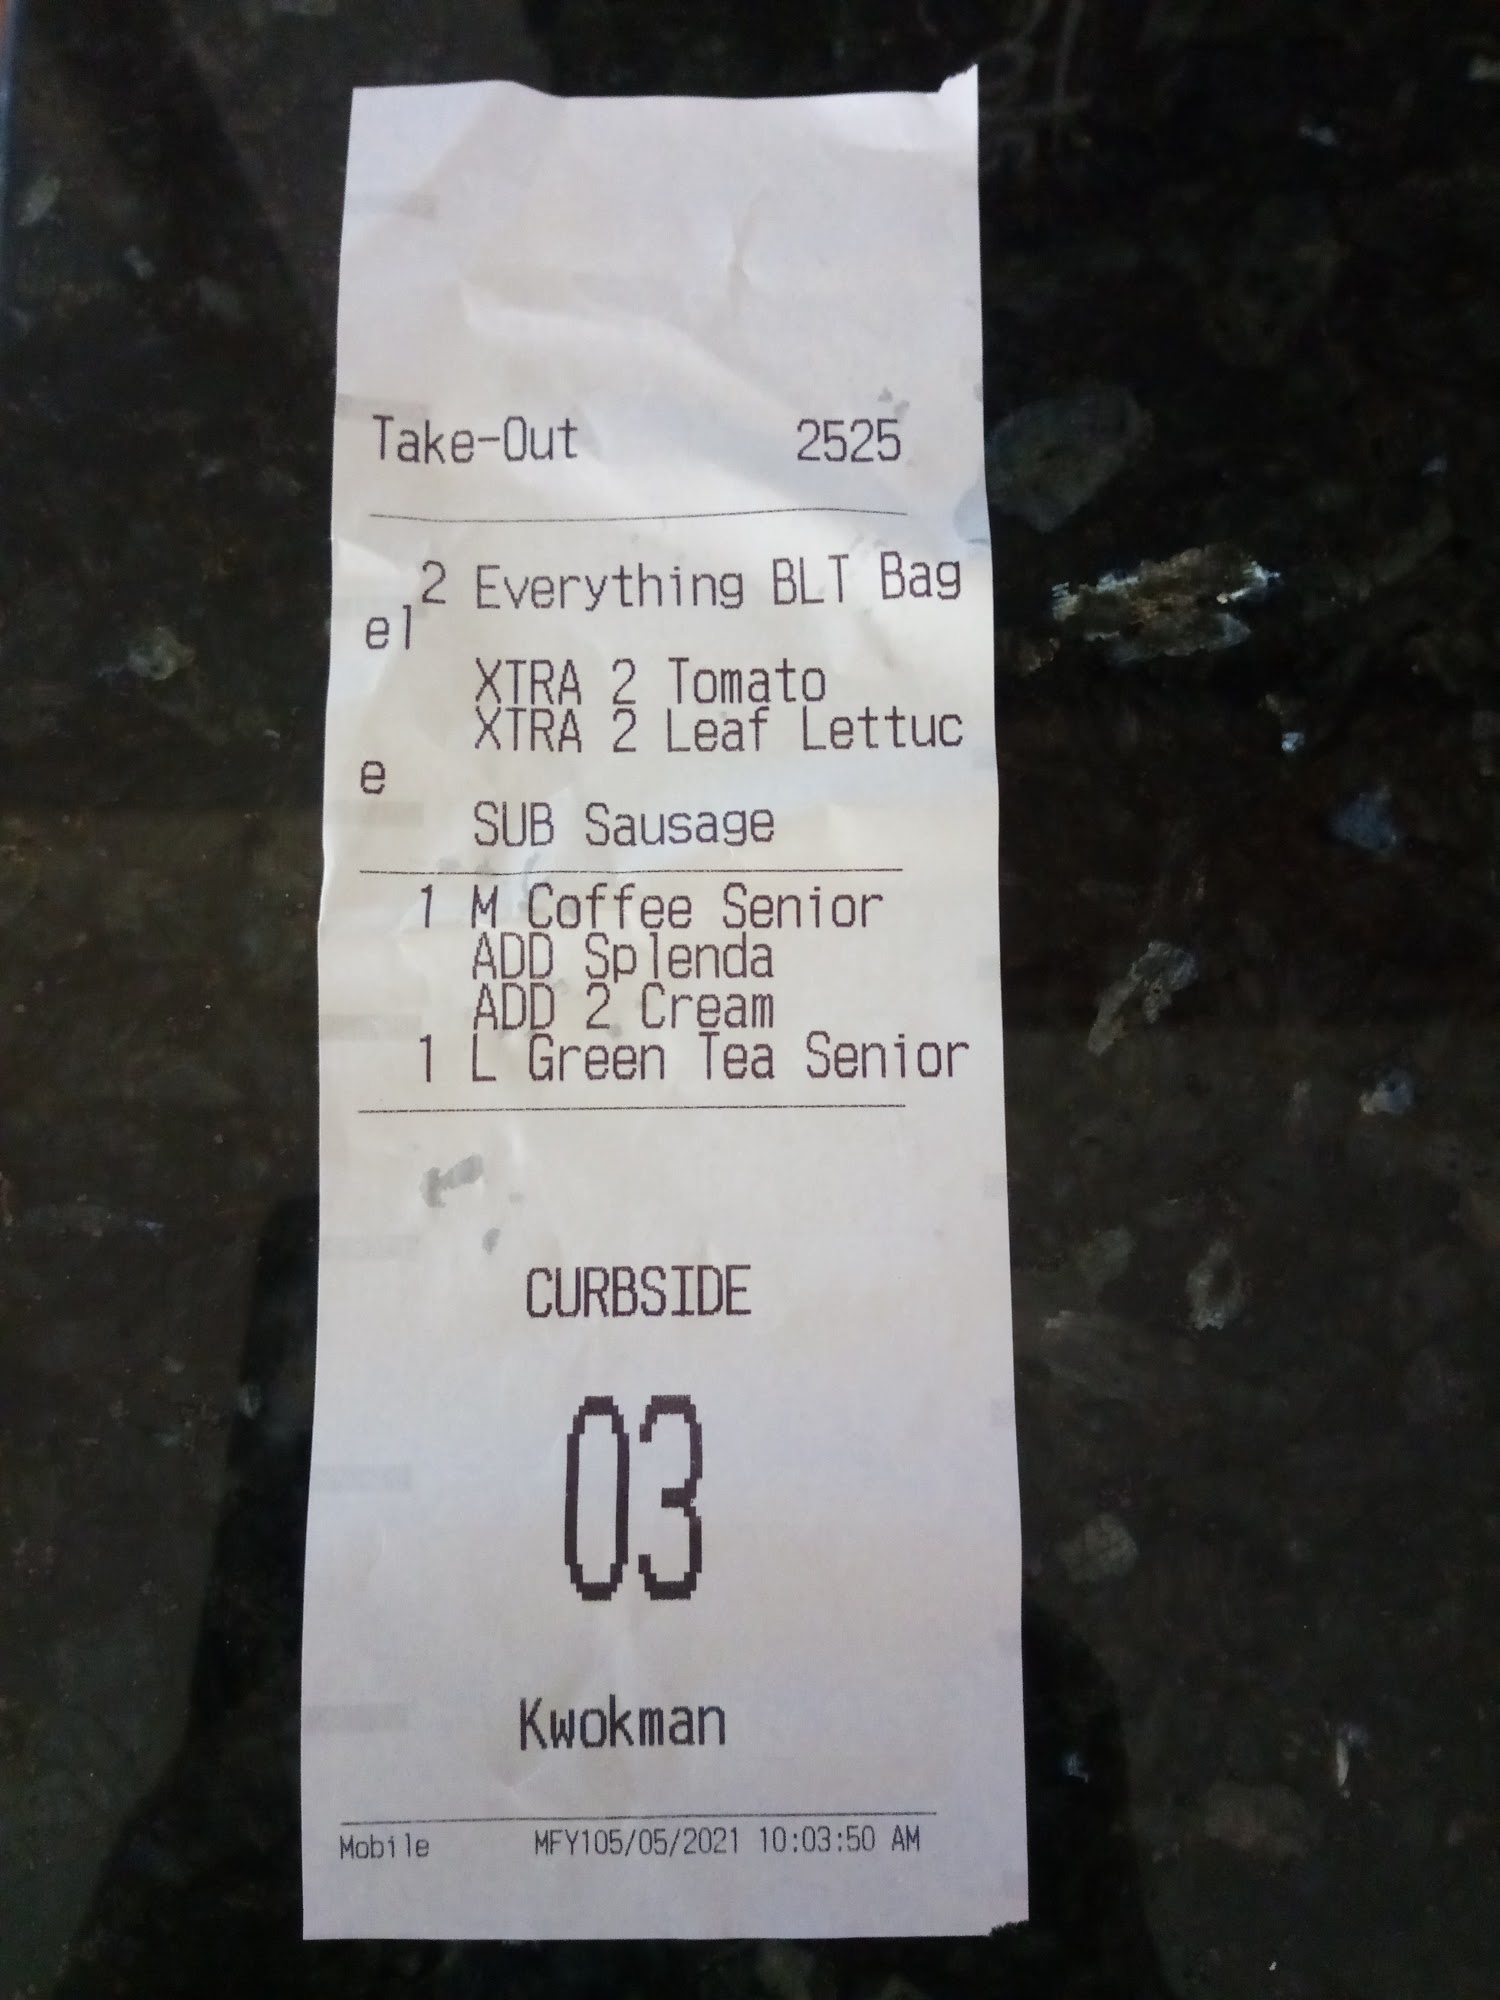 Take-Out 2525
2 Everything BLT Bag
el
XTRA 2 Tomato
XTRA 2 Leaf Lettuc
e
SUB Sausage
1 M Coffee Senior
ADD Splenda
ADD 2 Cream
1 L Green Tea Senior
CURBSIDE
03
Kwokman
Mobile MFY105/05/2021 10:03:50 AM